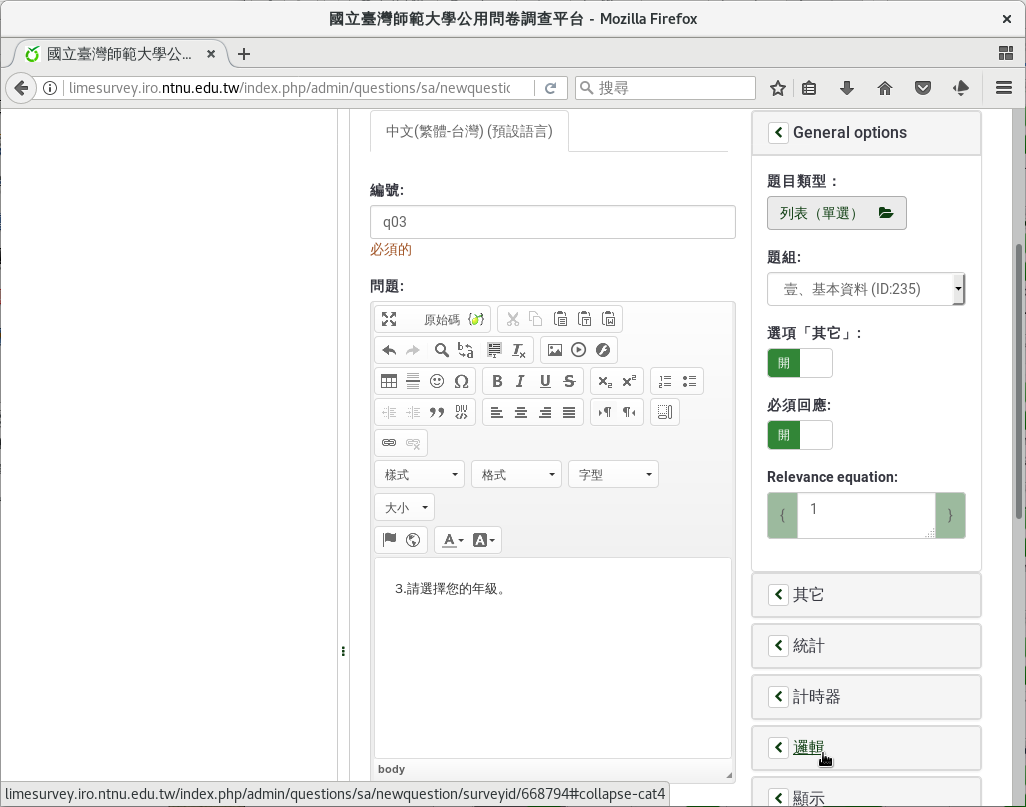 國立臺灣師範大學公用問卷調查平台 - Mozilla Firefox
國立臺灣師範大學公...
limesurvey.iro.ntnu.edu.tw/index.php/admin/questions/sa/newquestic
搜尋
中文(繁體-台灣) (預設語言)
編號:
q03
必須的
問題:
原始碼
樣式
格式
字型
大小
3.請選擇您的年級。
body
General options
題目類型：
列表（單選）
題組:
壹、基本資料 (ID:235)
選項「其它」:
開
必須回應:
開
Relevance equation:
{ 1 }
其它
統計
計時器
邏輯
顯示
limesurvey.iro.ntnu.edu.tw/index.php/admin/questions/sa/newquestion/surveyid/668794#collapse-cat4